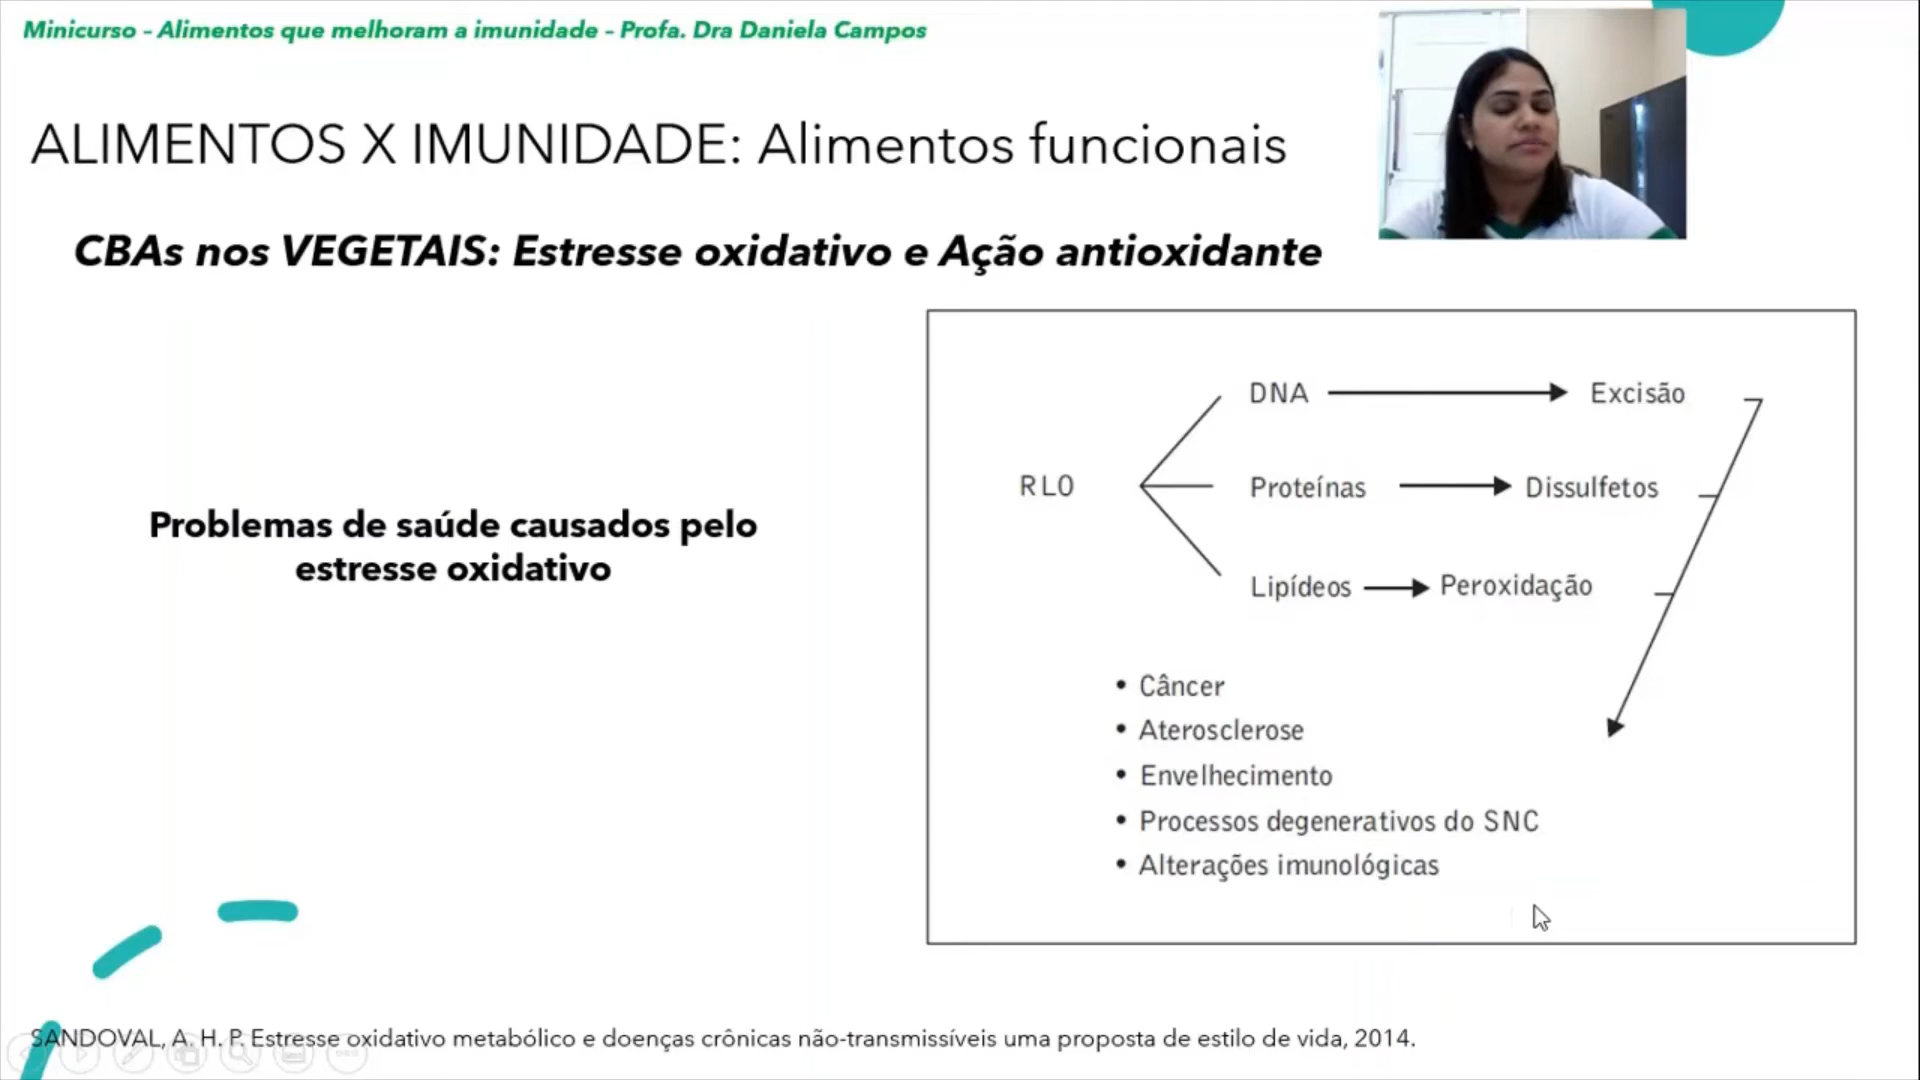 Minicurso – Alimentos que melhoram a imunidade – Profa. Dra Daniela Campos
ALIMENTOS X IMUNIDADE: Alimentos funcionais
CBAs nos VEGETAIS: Estresse oxidativo e Ação antioxidante
Problemas de saúde causados pelo
estresse oxidativo
DNA Excisão
RLO Proteínas Dissulfetos
Lipídeos Peroxidação
• Câncer
• Aterosclerose
• Envelhecimento
• Processos degenerativos do SNC
• Alterações imunológicas
SANDOVAL, A. H. P. Estresse oxidativo metabólico e doenças crônicas não-transmissíveis uma proposta de estilo de vida, 2014.